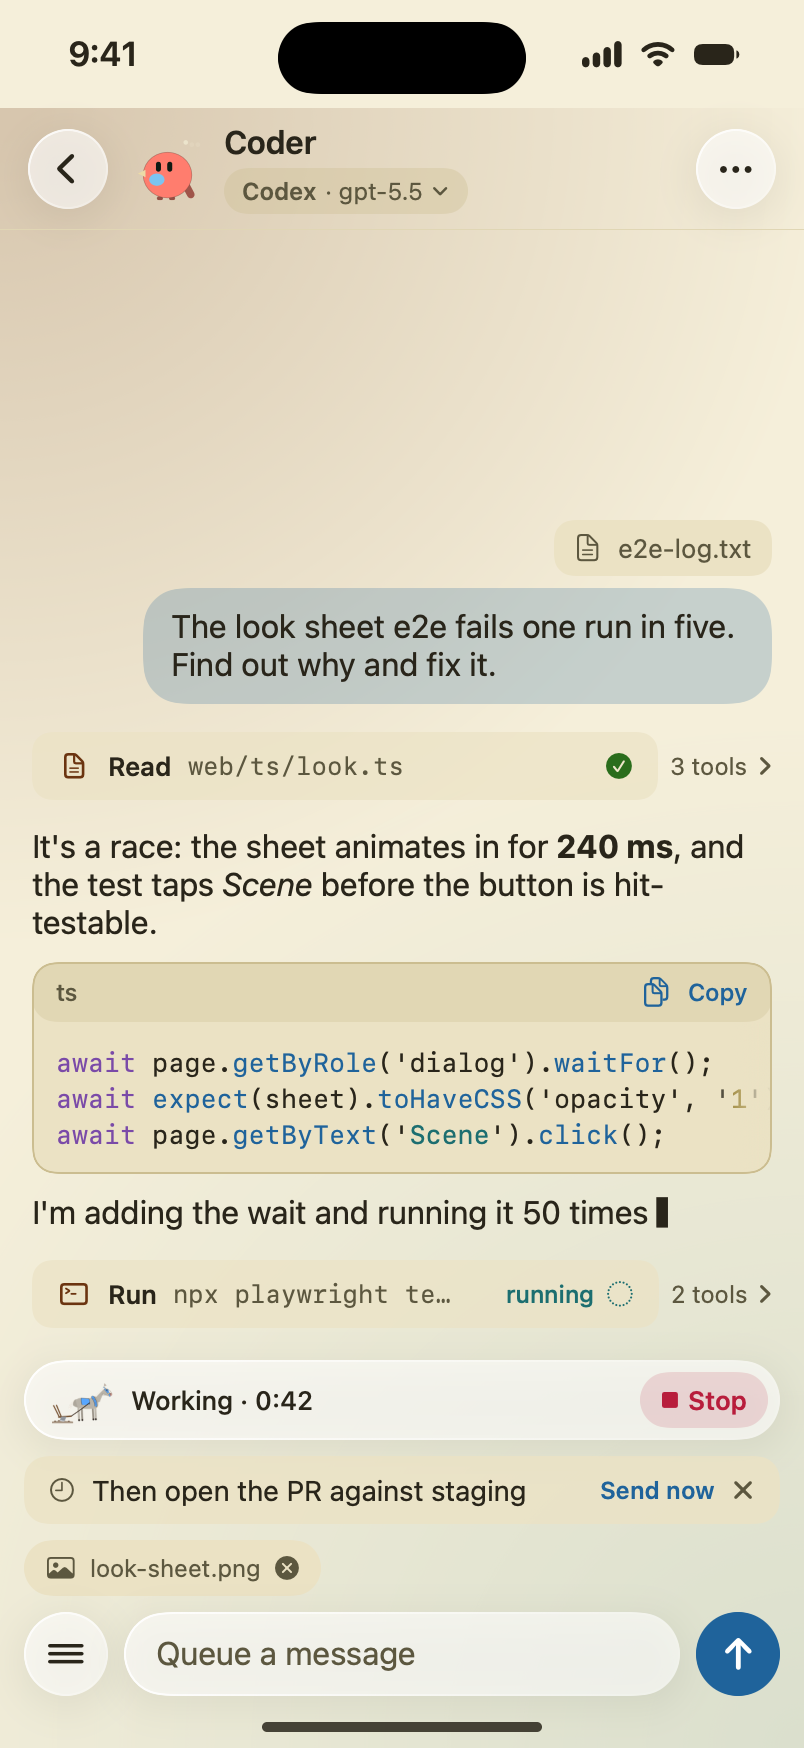 9:41
Coder
Codex · gpt-5.5
e2e-log.txt
The look sheet e2e fails one run in five.
Find out why and fix it.
Read web/ts/look.ts
3 tools
It's a race: the sheet animates in for 240 ms, and
the test taps Scene before the button is hit-
testable.
ts
Copy
await page.getByRole('dialog').waitFor();
await expect(sheet).toHaveCSS('opacity', '1'
await page.getByText('Scene').click();
I'm adding the wait and running it 50 times
Run npx playwright te… running
2 tools
Working · 0:42
Stop
Then open the PR against staging
Send now
look-sheet.png
Queue a message